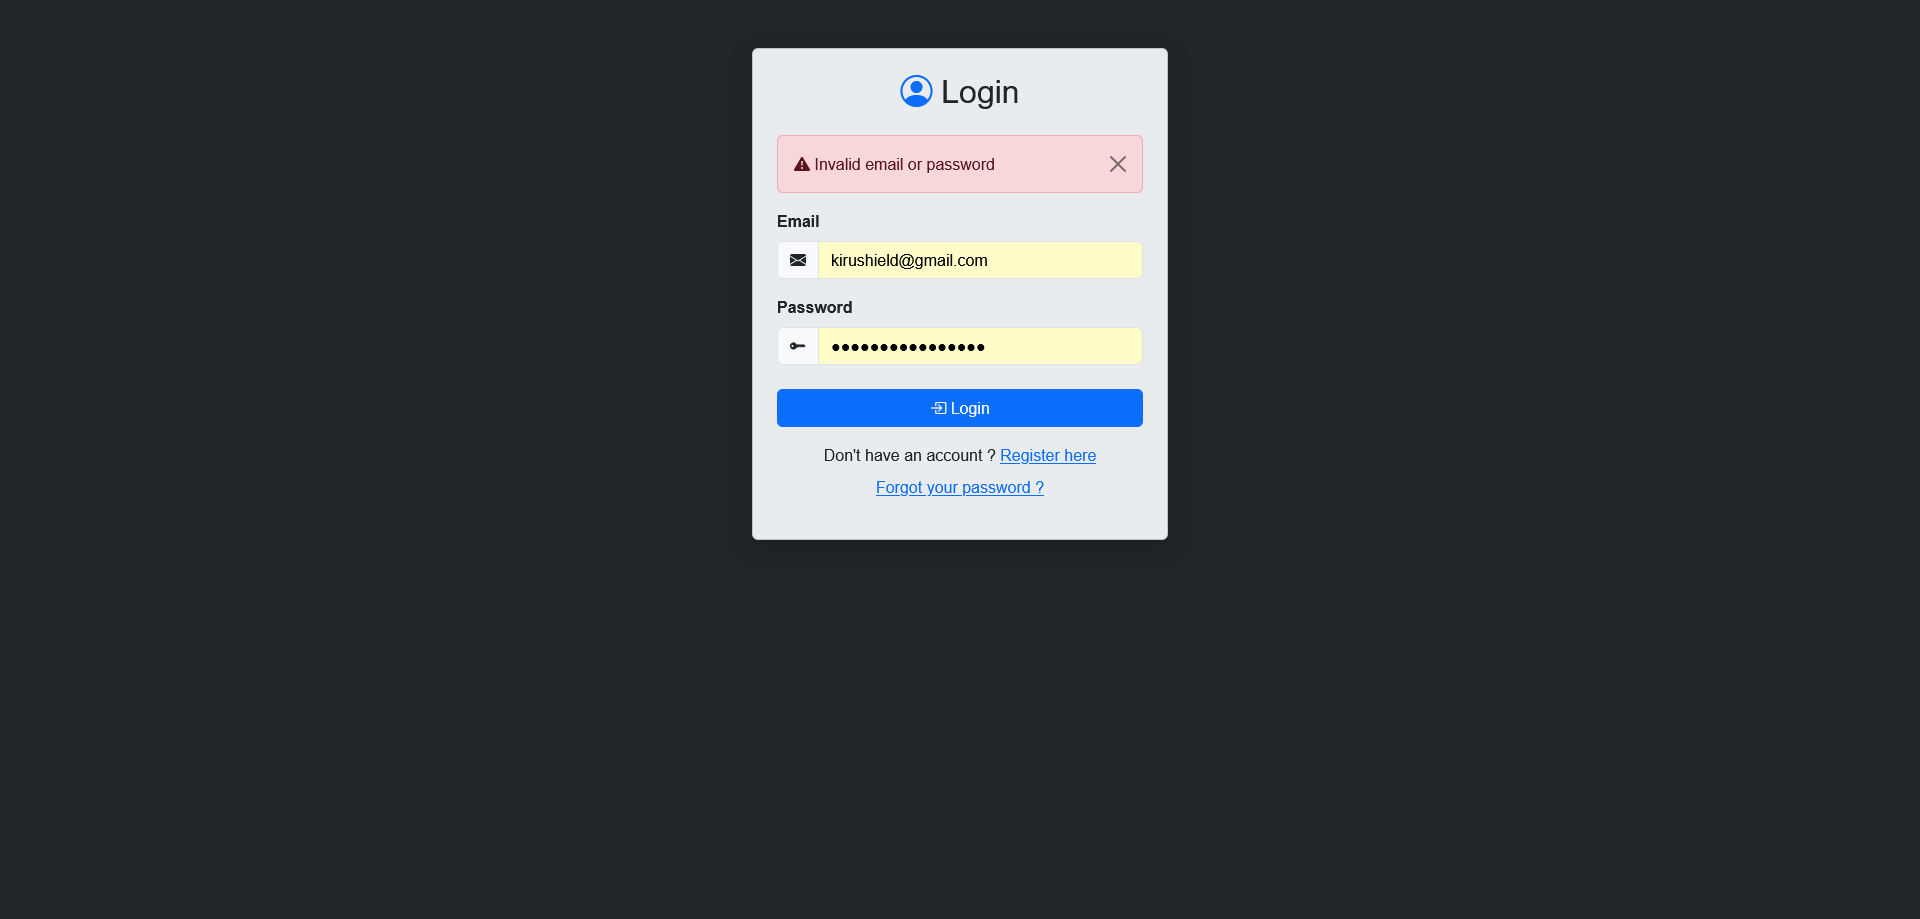 Login
Invalid email or password
Email
kirushield@gmail.com
Password
●●●●●●●●●●●●●●●●
Login
Don't have an account ? Register here
Forgot your password ?